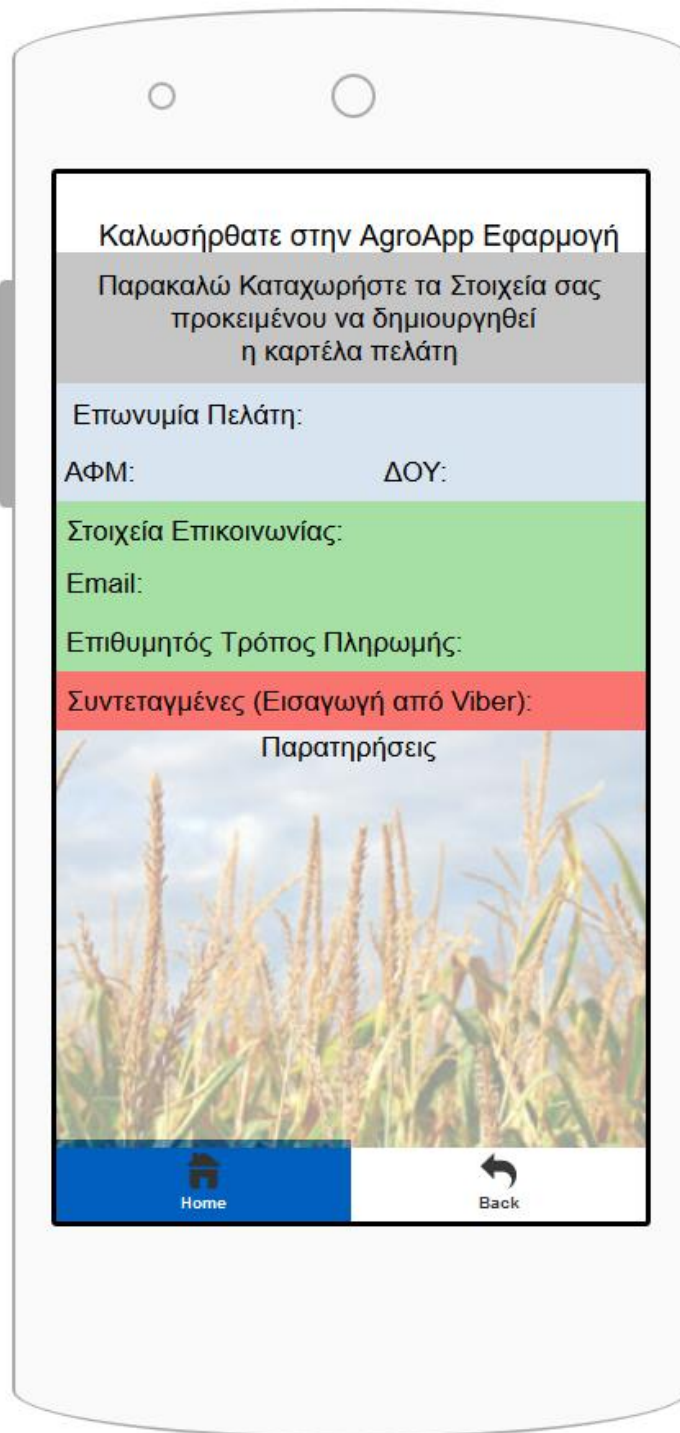 Καλωσήρθατε στην AgroApp Εφαρμογή
Παρακαλώ Καταχωρήστε τα Στοιχεία σας
προκειμένου να δημιουργηθεί
η καρτέλα πελάτη
Επωνυμία Πελάτη:
ΑΦΜ: ΔΟΥ:
Στοιχεία Επικοινωνίας:
Email:
Επιθυμητός Τρόπος Πληρωμής:
Συντεταγμένες (Εισαγωγή από Viber):
Παρατηρήσεις
Home Back